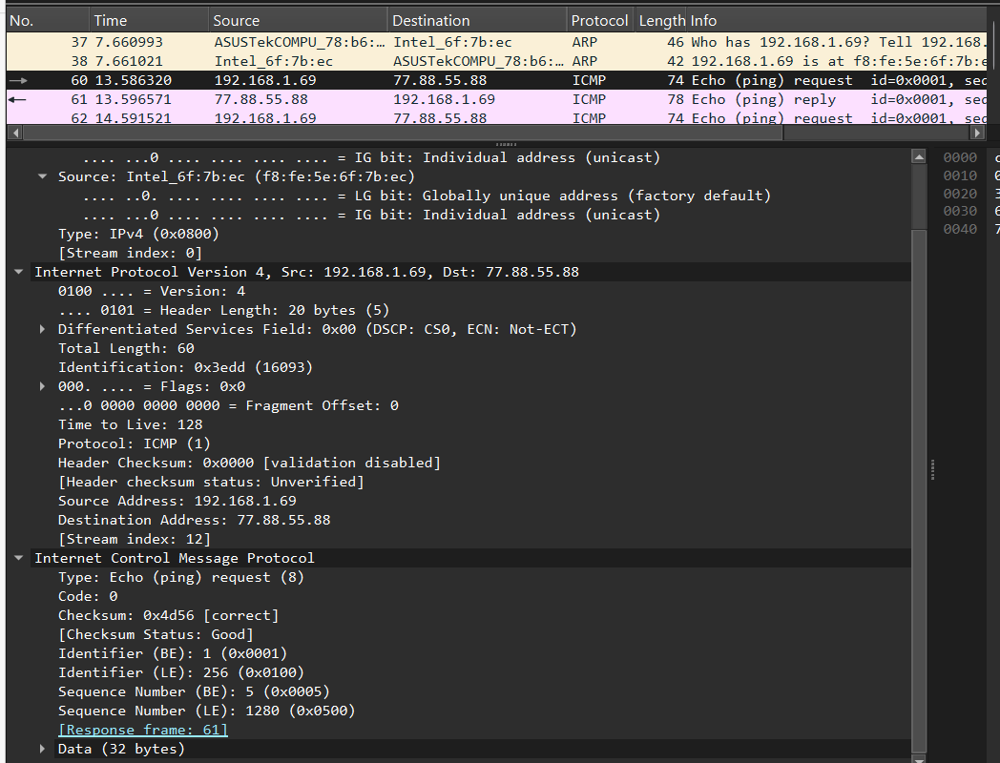 No. Time Source Destination Protocol Length Info
37 7.660993 ASUSTekCOMPU_78:b6:… Intel_6f:7b:ec ARP 46 Who has 192.168.1.69? Tell 192.168.
38 7.661021 Intel_6f:7b:ec ASUSTekCOMPU_78:b6:… ARP 42 192.168.1.69 is at f8:fe:5e:6f:7b:e
60 13.586320 192.168.1.69 77.88.55.88 ICMP 74 Echo (ping) request id=0x0001, seq
61 13.596571 77.88.55.88 192.168.1.69 ICMP 78 Echo (ping) reply id=0x0001, seq
62 14.591521 192.168.1.69 77.88.55.88 ICMP 74 Echo (ping) request id=0x0001, seq
.... ...0 .... .... .... .... = IG bit: Individual address (unicast)
Source: Intel_6f:7b:ec (f8:fe:5e:6f:7b:ec)
.... ..0. .... .... .... .... = LG bit: Globally unique address (factory default)
.... ...0 .... .... .... .... = IG bit: Individual address (unicast)
Type: IPv4 (0x0800)
[Stream index: 0]
Internet Protocol Version 4, Src: 192.168.1.69, Dst: 77.88.55.88
0100 .... = Version: 4
.... 0101 = Header Length: 20 bytes (5)
Differentiated Services Field: 0x00 (DSCP: CS0, ECN: Not-ECT)
Total Length: 60
Identification: 0x3edd (16093)
000. .... = Flags: 0x0
...0 0000 0000 0000 = Fragment Offset: 0
Time to Live: 128
Protocol: ICMP (1)
Header Checksum: 0x0000 [validation disabled]
[Header checksum status: Unverified]
Source Address: 192.168.1.69
Destination Address: 77.88.55.88
[Stream index: 12]
Internet Control Message Protocol
Type: Echo (ping) request (8)
Code: 0
Checksum: 0x4d56 [correct]
[Checksum Status: Good]
Identifier (BE): 1 (0x0001)
Identifier (LE): 256 (0x0100)
Sequence Number (BE): 5 (0x0005)
Sequence Number (LE): 1280 (0x0500)
[Response frame: 61]
Data (32 bytes)
0000
0010
0020
0030
0040